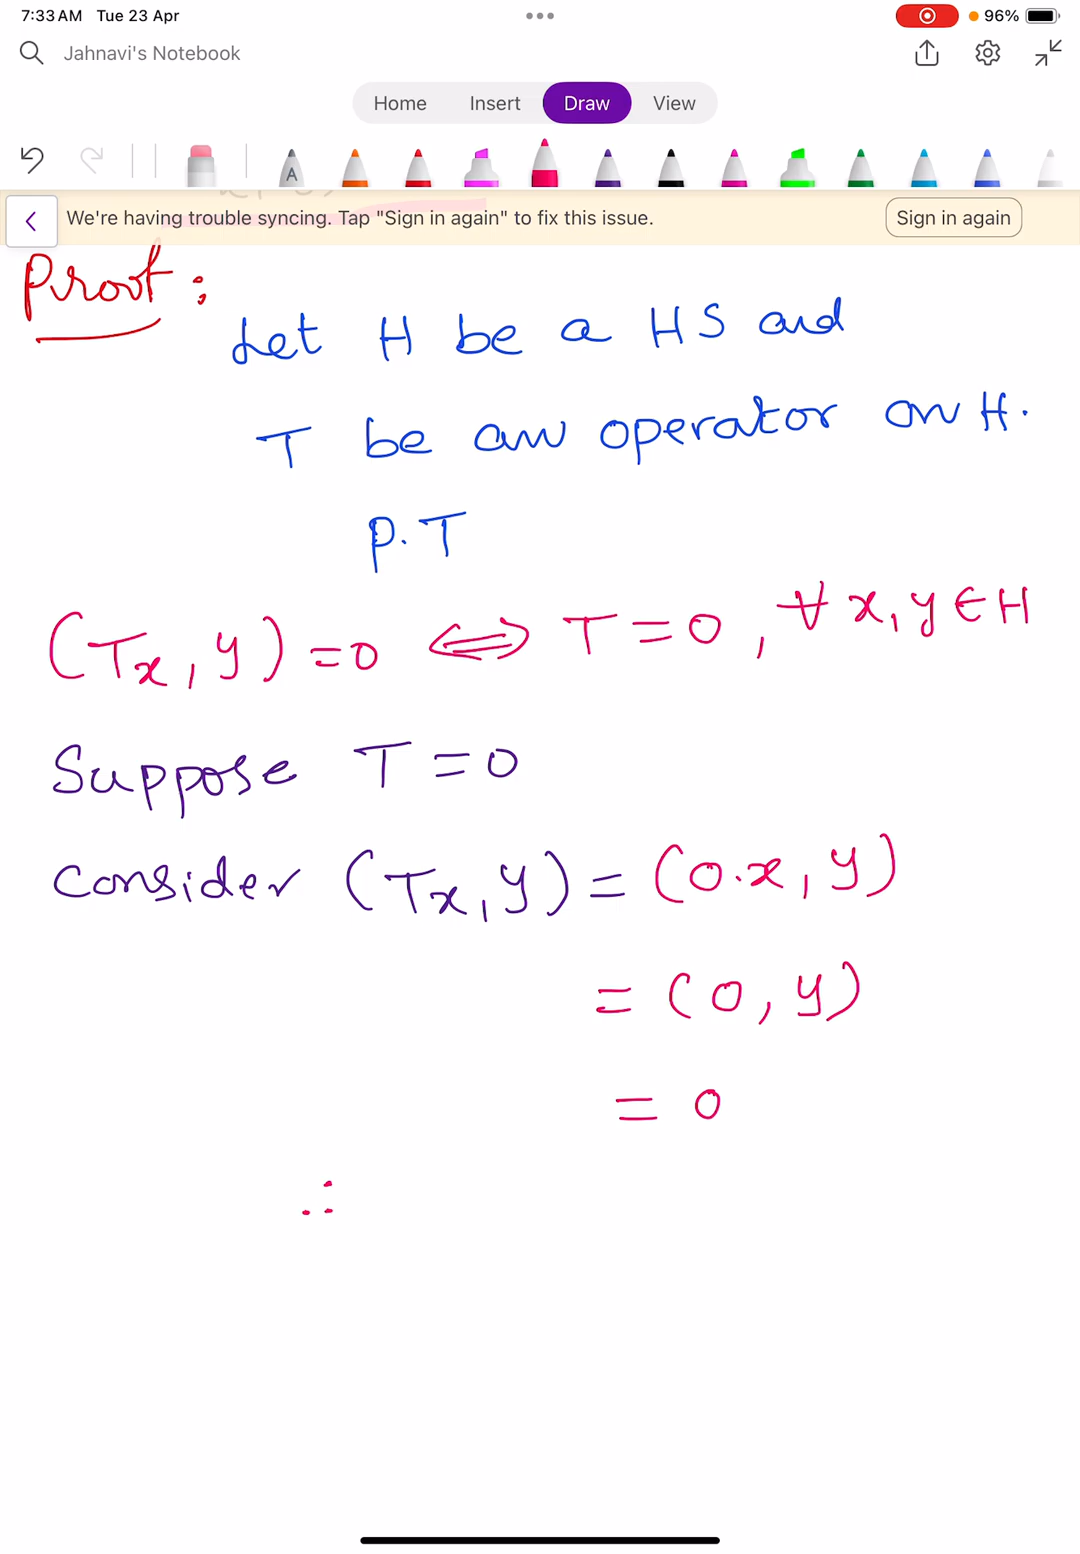 7:33 AM Tue 23 Apr 96%
Jahnavi's Notebook
Home Insert Draw View
A
We're having trouble syncing. Tap "Sign in again" to fix this issue. Sign in again
Proof :
Let H be a HS and
T be an operator on H.
P.T
(Tx, y) = 0 ⟺ T = 0, ∀ x, y ∈ H
Suppose T = 0
Consider (Tx, y) = (0.x, y)
= (0, y)
= 0
∴